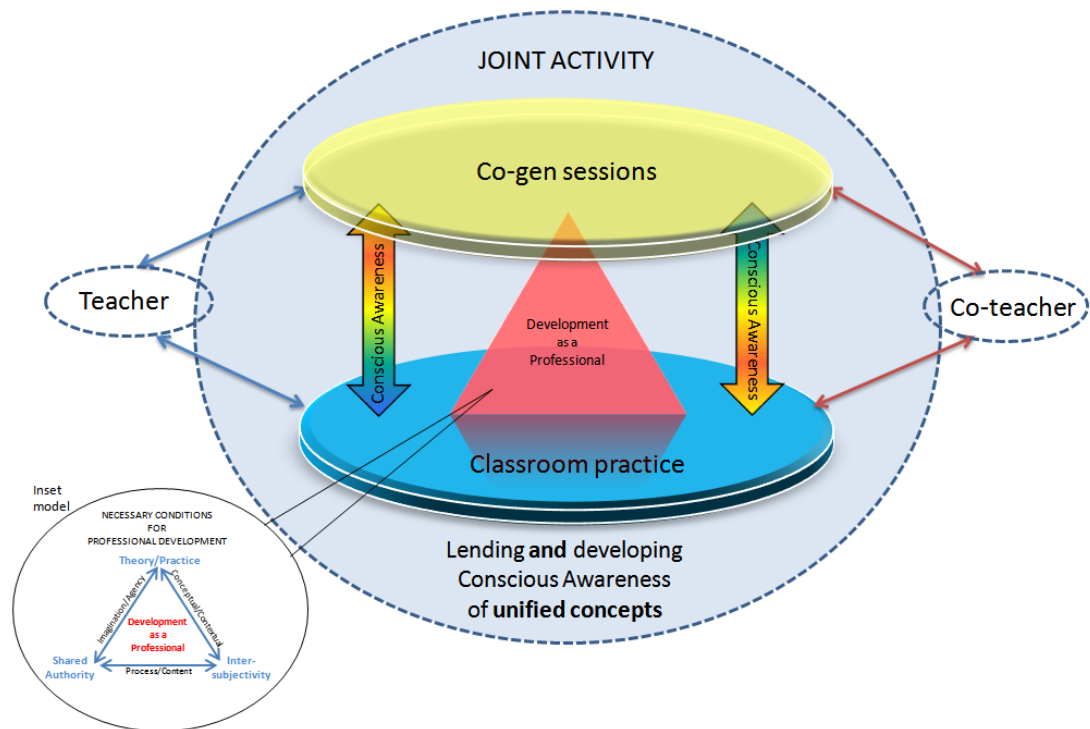 JOINT ACTIVITY
Co-gen sessions
Conscious Awareness
Conscious Awareness
Teacher
Co-teacher
Development
as a
Professional
Classroom practice
Lending and developing
Conscious Awareness
of unified concepts
Inset
model
NECESSARY CONDITIONS
FOR
PROFESSIONAL DEVELOPMENT
Theory/Practice
Imagination/Agency
Conceptual/Contextual
Development
as a
Professional
Shared
Authority
Process/Content
Inter-
subjectivity